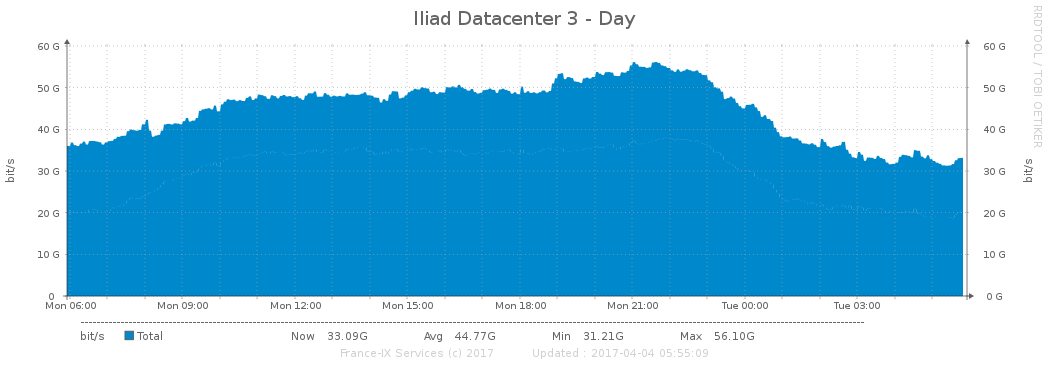 Iliad Datacenter 3 - Day
RRDTOOL / TOBI OETIKER
60 G 60 G
50 G 50 G
40 G 40 G
30 G 30 G
20 G 20 G
10 G 10 G
0 0 G
bit/s
bit/s
Mon 06:00 Mon 09:00 Mon 12:00 Mon 15:00 Mon 18:00 Mon 21:00 Tue 00:00 Tue 03:00
bit/s Total Now 33.09G Avg 44.77G Min 31.21G Max 56.10G
France-IX Services (c) 2017 Updated : 2017-04-04 05:55:09